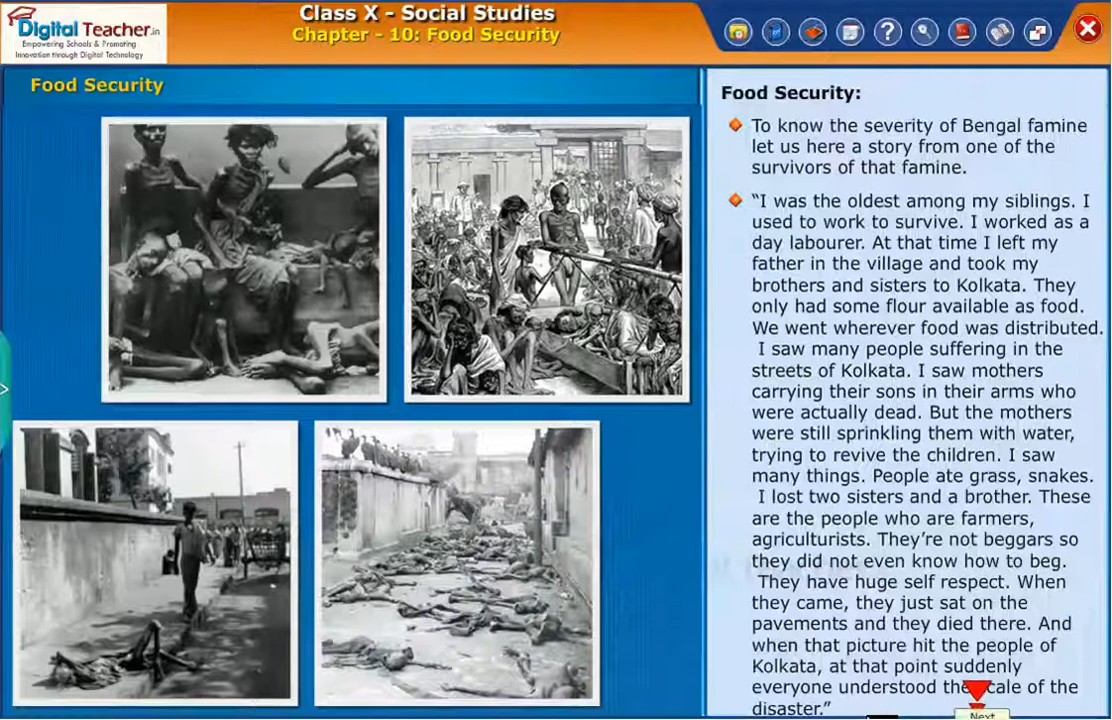 Digital Teacher.in
Empowering Schools & Promoting
Innovation through Digital Technology
Class X - Social Studies
Chapter - 10: Food Security
Food Security
Food Security:
To know the severity of Bengal famine
let us here a story from one of the
survivors of that famine.
“I was the oldest among my siblings. I
used to work to survive. I worked as a
day labourer. At that time I left my
father in the village and took my
brothers and sisters to Kolkata. They
only had some flour available as food.
We went wherever food was distributed.
I saw many people suffering in the
streets of Kolkata. I saw mothers
carrying their sons in their arms who
were actually dead. But the mothers
were still sprinkling them with water,
trying to revive the children. I saw
many things. People ate grass, snakes.
I lost two sisters and a brother. These
are the people who are farmers,
agriculturists. They’re not beggars so
they did not even know how to beg.
They have huge self respect. When
they came, they just sat on the
pavements and they died there. And
when that picture hit the people of
Kolkata, at that point suddenly
everyone understood the scale of the
disaster.”
Next